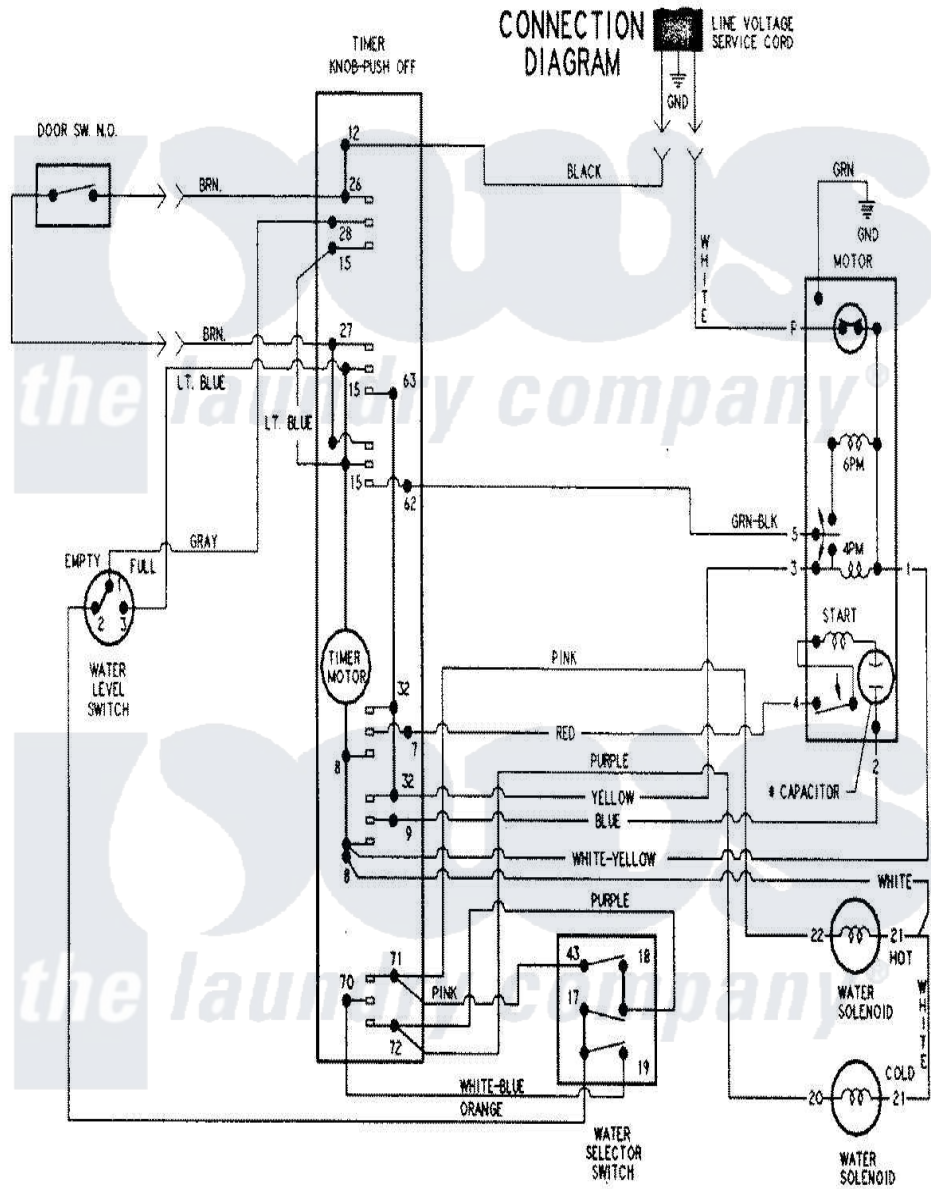 CONNECTION
DIAGRAM
LINE VOLTAGE
SERVICE CORD
GND
TIMER
KNOB-PUSH OFF
DOOR SW. N.O.
12
BLACK
BRN.
26
GRN
GND
28
15
WHITE
MOTOR
BRN.
27
P
LT. BLUE
15
63
the laundry company®
LT. BLUE
6PM
15
62
GRN-BLK
5
GRAY
4PM
EMPTY
FULL
3
1
1
2
3
START
WATER
LEVEL
SWITCH
TIMER
MOTOR
PINK
32
4
7
RED
8
PURPLE
2
32
YELLOW
* CAPACITOR
BLUE
9
WHITE-YELLOW
8
WHITE
PURPLE
22
21
HOT
43
18
71
70
PINK
WATER
SOLENOID
WHITE
the laundry company®
17
72
19
COLD
WHITE-BLUE
20
21
ORANGE
WATER
SELECTOR
SWITCH
WATER
SOLENOID